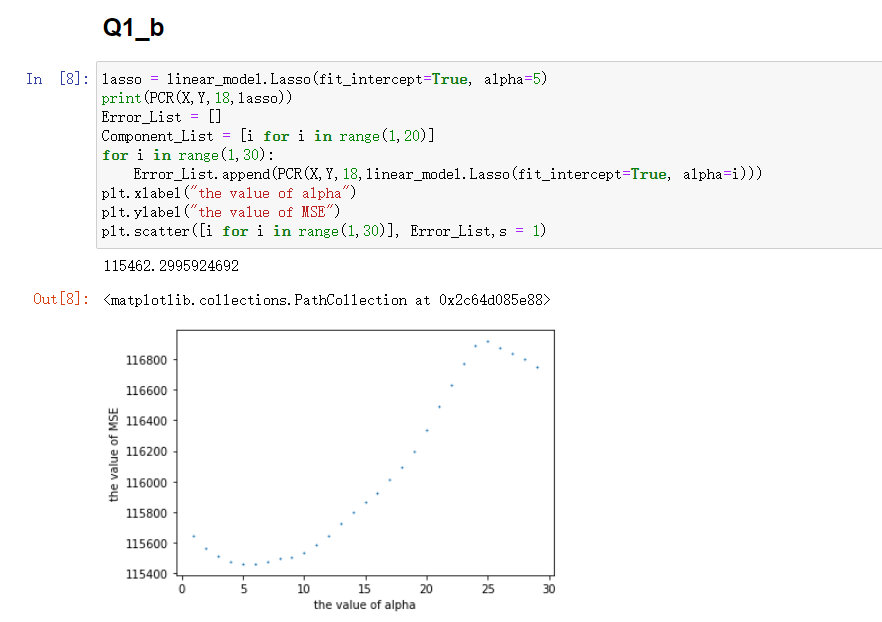 Q1_b
In [8]: lasso = linear_model.Lasso(fit_intercept=True, alpha=5)
print(PCR(X,Y,18,lasso))
Error_List = []
Component_List = [i for i in range(1,20)]
for i in range(1,30):
    Error_List.append(PCR(X,Y,18,linear_model.Lasso(fit_intercept=True, alpha=i)))
plt.xlabel("the value of alpha")
plt.ylabel("the value of MSE")
plt.scatter([i for i in range(1,30)], Error_List,s = 1)
115462.2995924692
Out[8]: <matplotlib.collections.PathCollection at 0x2c64d085e88>
the value of MSE
116800
116600
116400
116200
116000
115800
115600
115400
0 5 10 15 20 25 30
the value of alpha